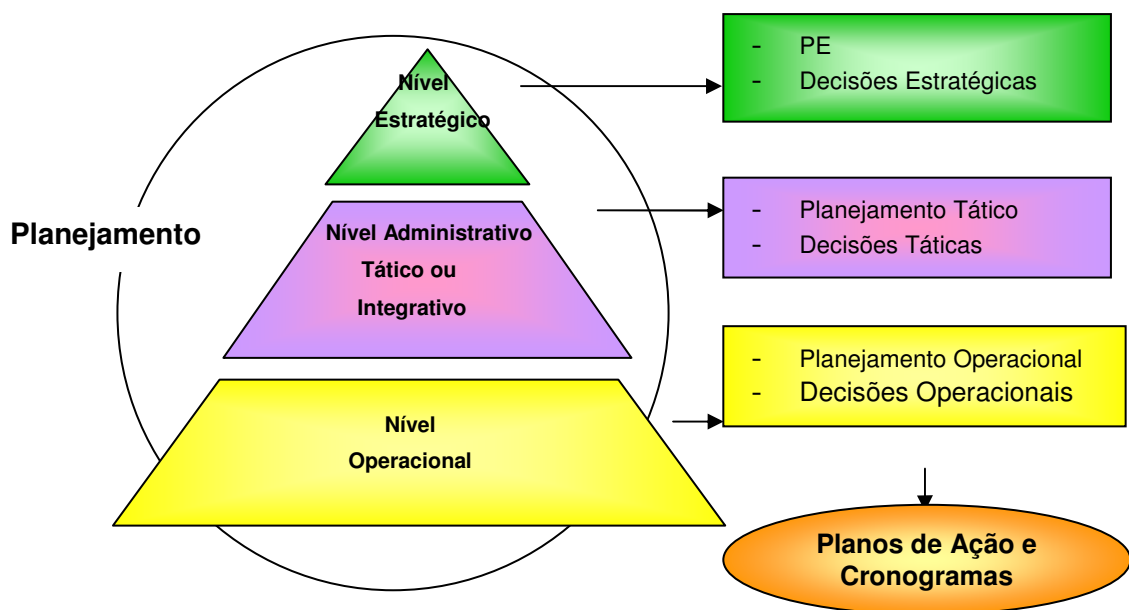 Planejamento
Nível
Estratégico
- PE
- Decisões Estratégicas
Nível Administrativo
Tático ou
Integrativo
- Planejamento Tático
- Decisões Táticas
Nível
Operacional
- Planejamento Operacional
- Decisões Operacionais
Planos de Ação e
Cronogramas